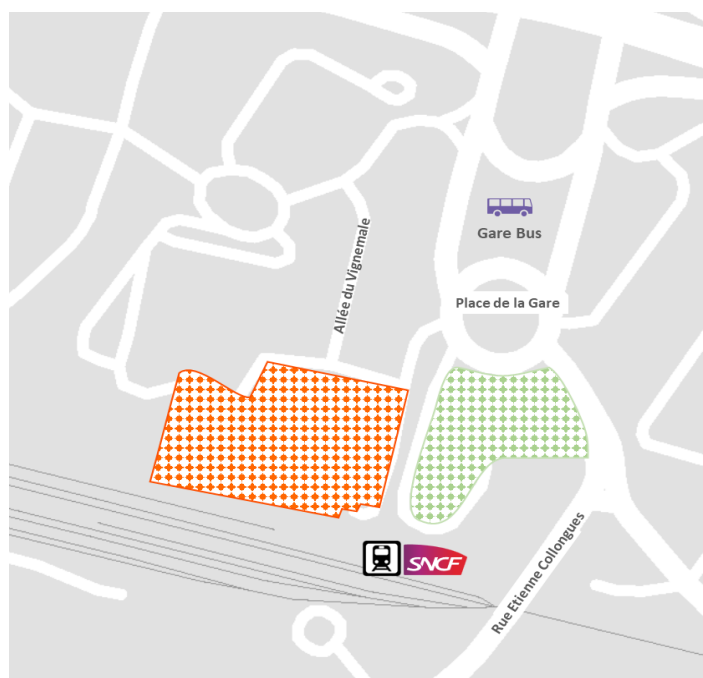 Gare Bus
Allée du Vignemale
Place de la Gare
SNCF
Rue Etienne Collongues